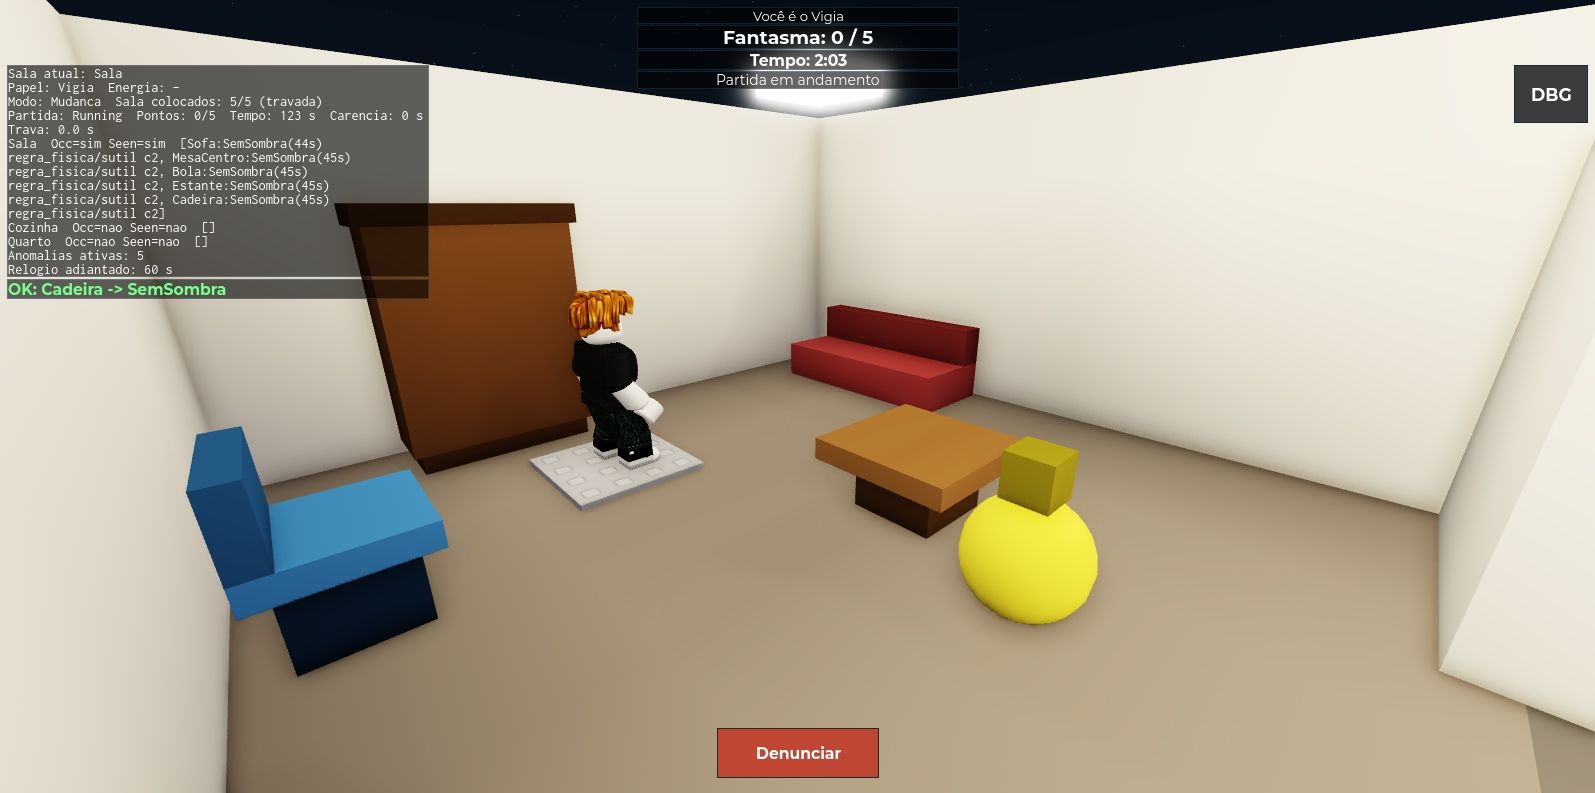 Você é o Vigia
Fantasma: 0 / 5
Tempo: 2:03
Partida em andamento
Sala atual: Sala
Papel: Vigia  Energia: -
Modo: Mudanca  Sala colocados: 5/5 (travada)
Partida: Running  Pontos: 0/5  Tempo: 123 s  Carencia: 0 s
Trava: 0.0 s
Sala  Occ=sim Seen=sim  [Sofa:SemSombra(44s)
regra_fisica/sutil c2, MesaCentro:SemSombra(45s)
regra_fisica/sutil c2, Bola:SemSombra(45s)
regra_fisica/sutil c2, Estante:SemSombra(45s)
regra_fisica/sutil c2, Cadeira:SemSombra(45s)
regra_fisica/sutil c2]
Cozinha  Occ=nao Seen=nao  []
Quarto  Occ=nao Seen=nao  []
Anomalias ativas: 5
Relogio adiantado: 60 s
OK: Cadeira -> SemSombra
DBG
Denunciar